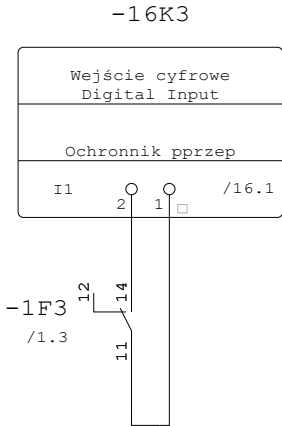 -16K3
Wejście cyfrowe
Digital Input
Ochronnik pprzep
I1 2 1 /16.1
12 14
-1F3
/1.3
11